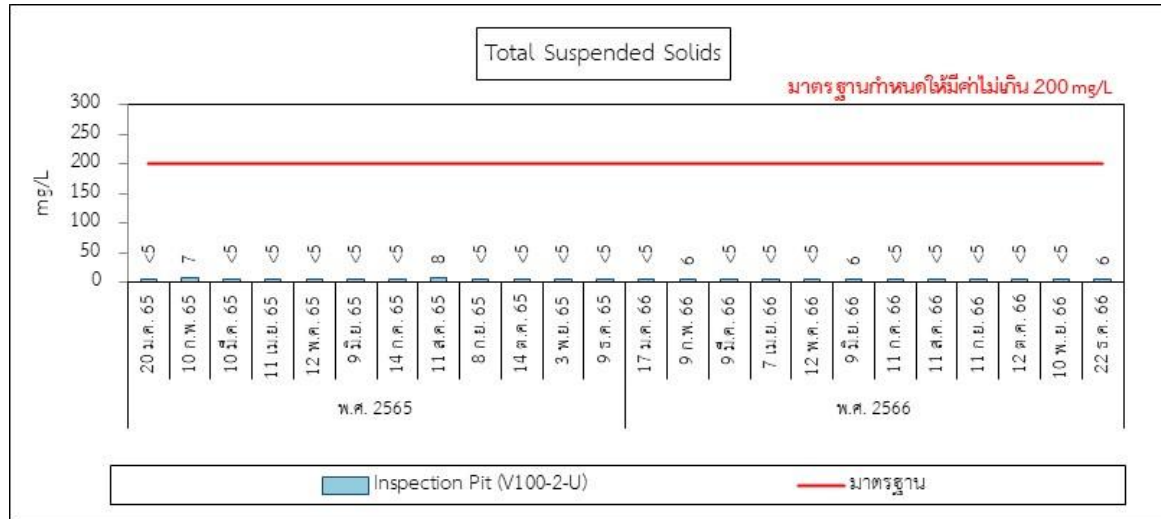 Total Suspended Solids
มาตรฐานกำหนดให้มีค่าไม่เกิน 200 mg/L
300
250
200
150
100
50
0
mg/L
<5 7 <5 <5 <5 <5 <5 8 <5 <5 <5 <5 <5 6 <5 <5 <5 6 <5 <5 <5 <5 <5 6
20 ม.ค. 65
10 ก.พ. 65
10 มี.ค. 65
11 เม.ย. 65
12 พ.ค. 65
9 มิ.ย. 65
14 ก.ค. 65
11 ส.ค. 65
8 ก.ย. 65
14 ต.ค. 65
3 พ.ย. 65
9 ธ.ค. 65
17 ม.ค. 66
9 ก.พ. 66
9 มี.ค. 66
7 เม.ย. 66
12 พ.ค. 66
9 มิ.ย. 66
11 ก.ค. 66
11 ส.ค. 66
11 ก.ย. 66
12 ต.ค. 66
10 พ.ย. 66
22 ธ.ค. 66
พ.ศ. 2565
พ.ศ. 2566
Inspection Pit (V100-2-U)
มาตรฐาน